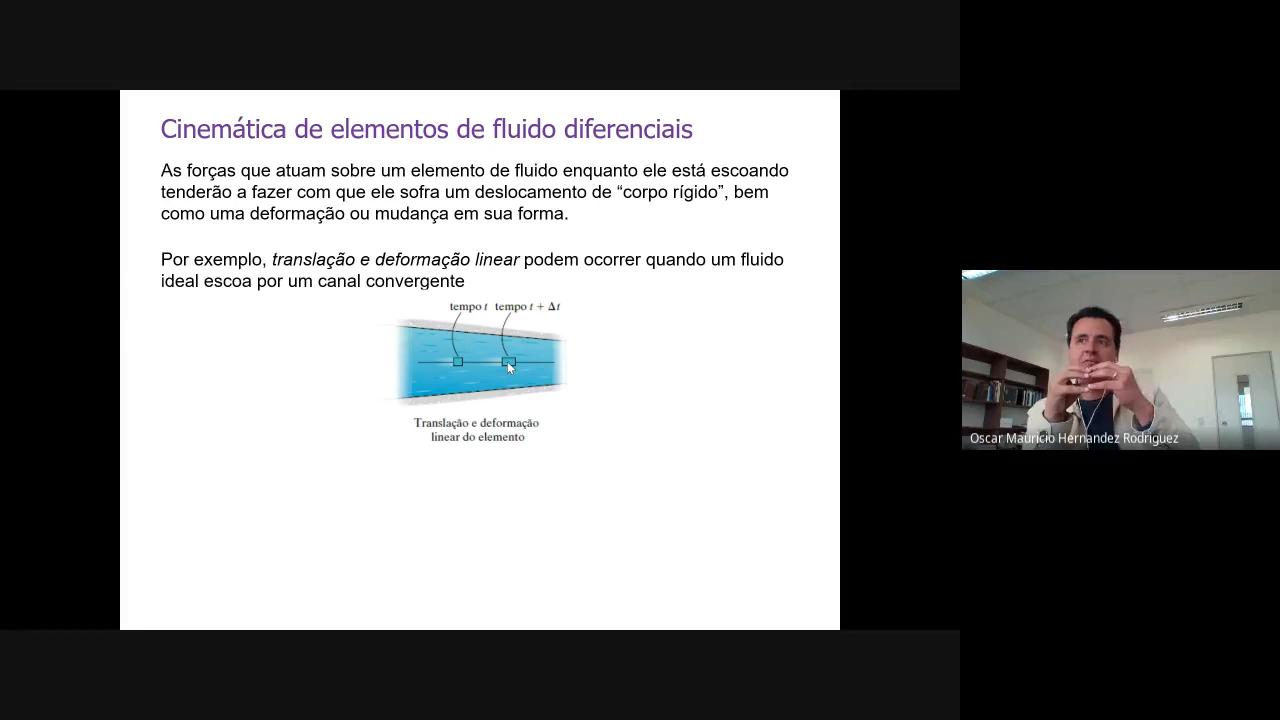 Cinemática de elementos de fluido diferenciais
As forças que atuam sobre um elemento de fluido enquanto ele está escoando
tenderão a fazer com que ele sofra um deslocamento de “corpo rígido”, bem
como uma deformação ou mudança em sua forma.
Por exemplo, translação e deformação linear podem ocorrer quando um fluido
ideal escoa por um canal convergente
tempo t tempo t + Δt
Translação e deformação
linear do elemento
Oscar Mauricio Hernandez Rodriguez